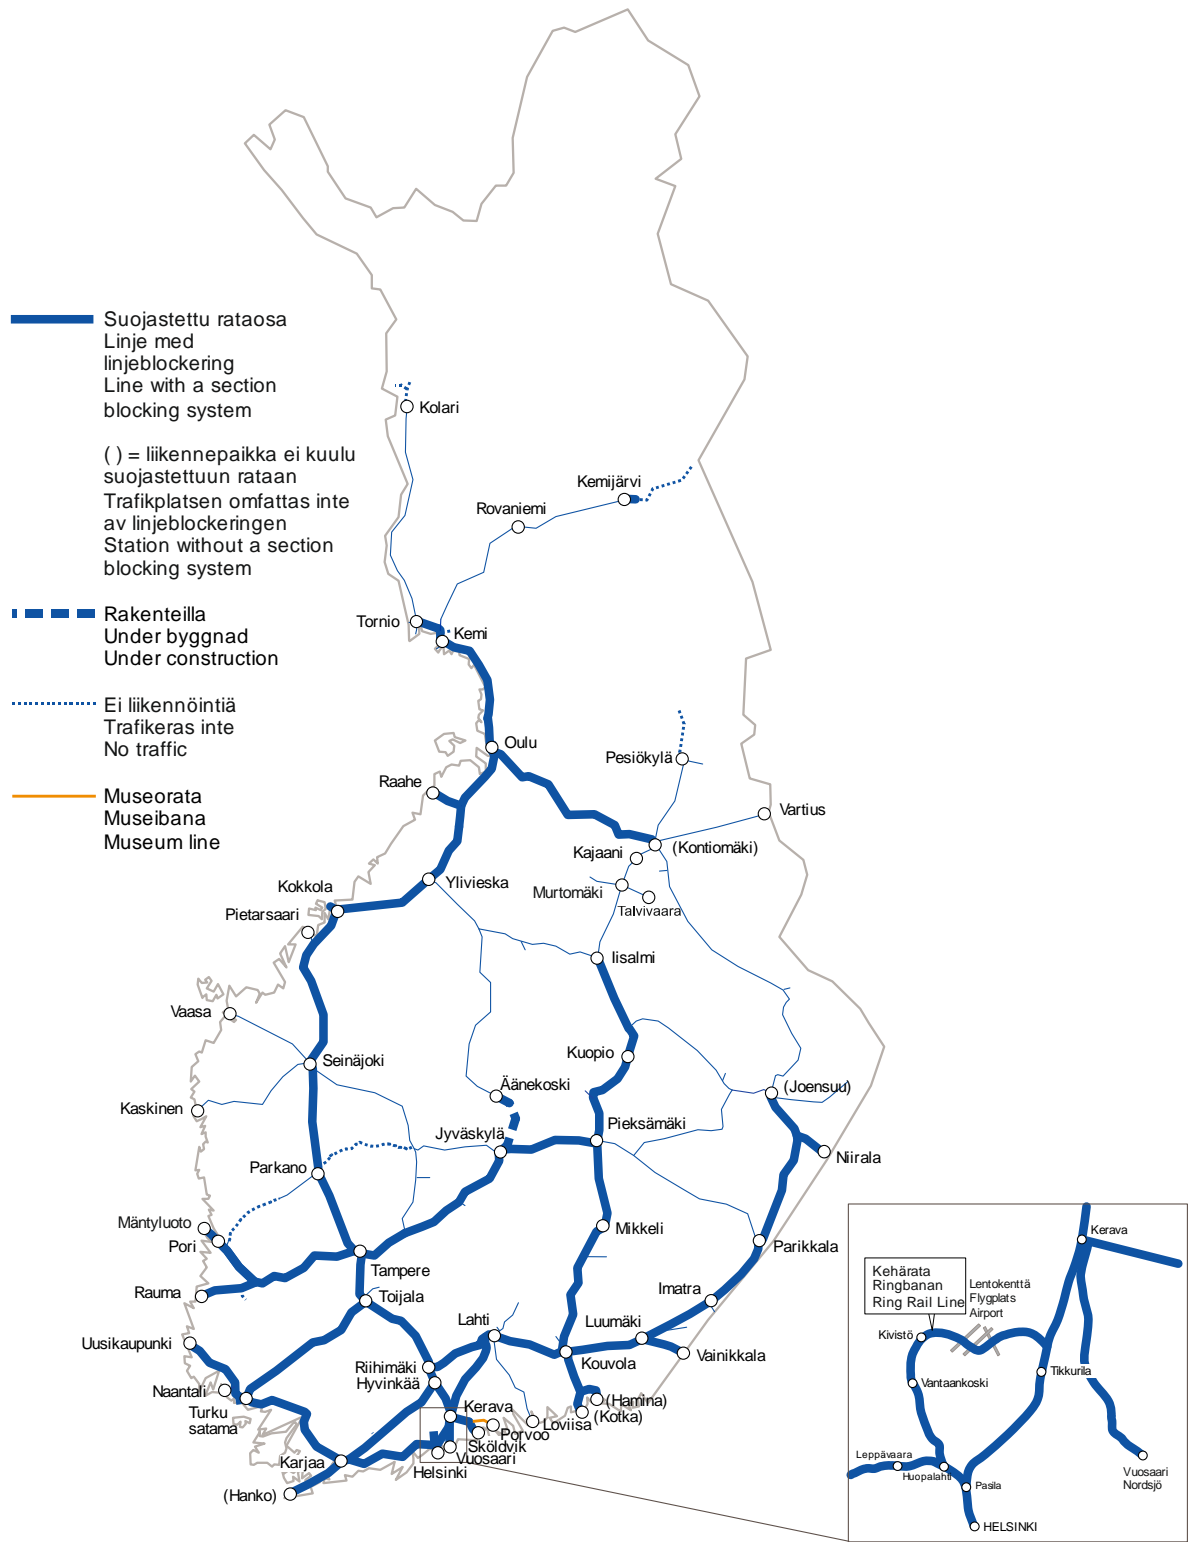 Suojastettu rataosa
Linje med
linjeblockering
Line with a section
blocking system
( ) = liikennepaikka ei kuulu
suojastettuun rataan
Trafikplatsen omfattas inte
av linjeblockeringen
Station without a section
blocking system
Rakenteilla
Under byggnad
Under construction
Ei liikennöintiä
Trafikeras inte
No traffic
Museorata
Museibana
Museum line
Kolari
Kemijärvi
Rovaniemi
Tornio
Kemi
Oulu
Pesiökylä
Raahe
Vartius
(Kontiomäki)
Kajaani
Ylivieska
Murtomäki
Talvivaara
Kokkola
Pietarsaari
Iisalmi
Vaasa
Seinäjoki
Kuopio
Äänekoski
(Joensuu)
Kaskinen
Jyväskylä
Pieksämäki
Niirala
Parkano
Mäntyluoto
Pori
Mikkeli
Parikkala
Tampere
Rauma
Toijala
Imatra
Lahti
Luumäki
Uusikaupunki
Riihimäki
Hyvinkää
Kouvola
Vainikkala
Naantali
Turku
satama
Kerava
(Hamina)
(Kotka)
Loviisa
Porvoo
Sköldvik
Vuosaari
Helsinki
Karjaa
(Hanko)
Kerava
Kehärata
Ringbanan
Ring Rail Line
Lentokenttä
Flygplats
Airport
Kivistö
Tikkurila
Vantaankoski
Leppävaara
Huopalahti
Pasila
Vuosaari
Nordsjö
HELSINKI